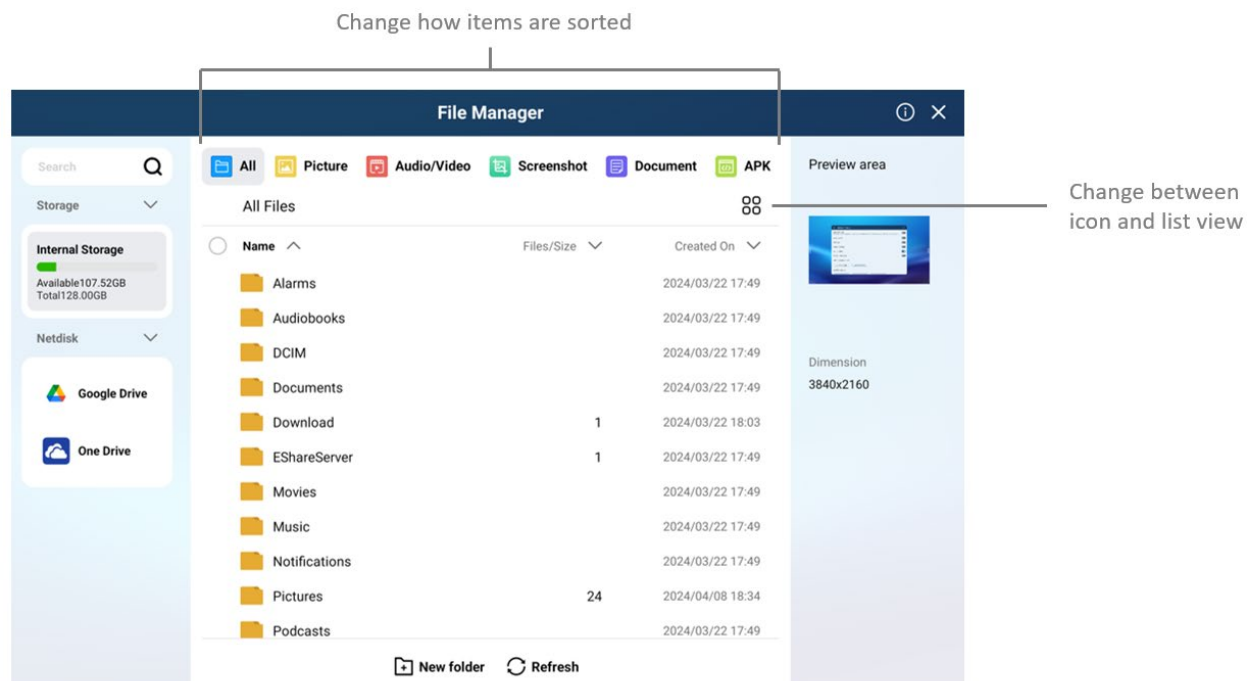 Change how items are sorted
File Manager
Search
Storage
Internal Storage
Available107.52GB
Total128.00GB
Netdisk
Google Drive
One Drive
All Picture Audio/Video Screenshot Document APK
All Files
Name Files/Size Created On
Alarms 2024/03/22 17:49
Audiobooks 2024/03/22 17:49
DCIM 2024/03/22 17:49
Documents 2024/03/22 17:49
Download 1 2024/03/22 18:03
EShareServer 1 2024/03/22 17:49
Movies 2024/03/22 17:49
Music 2024/03/22 17:49
Notifications 2024/03/22 17:49
Pictures 24 2024/04/08 18:34
Podcasts 2024/03/22 17:49
New folder Refresh
Preview area
Dimension
3840x2160
Change between
icon and list view